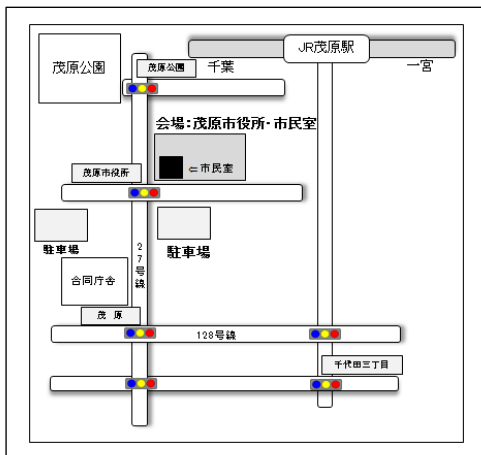 JR茂原駅
茂原公園
茂原公園
千葉
一宮
会場:茂原市役所・市民室
⇐市民室
茂原市役所
駐車場
駐車場
27号線
合同庁舎
茂 原
128号線
千代田三丁目